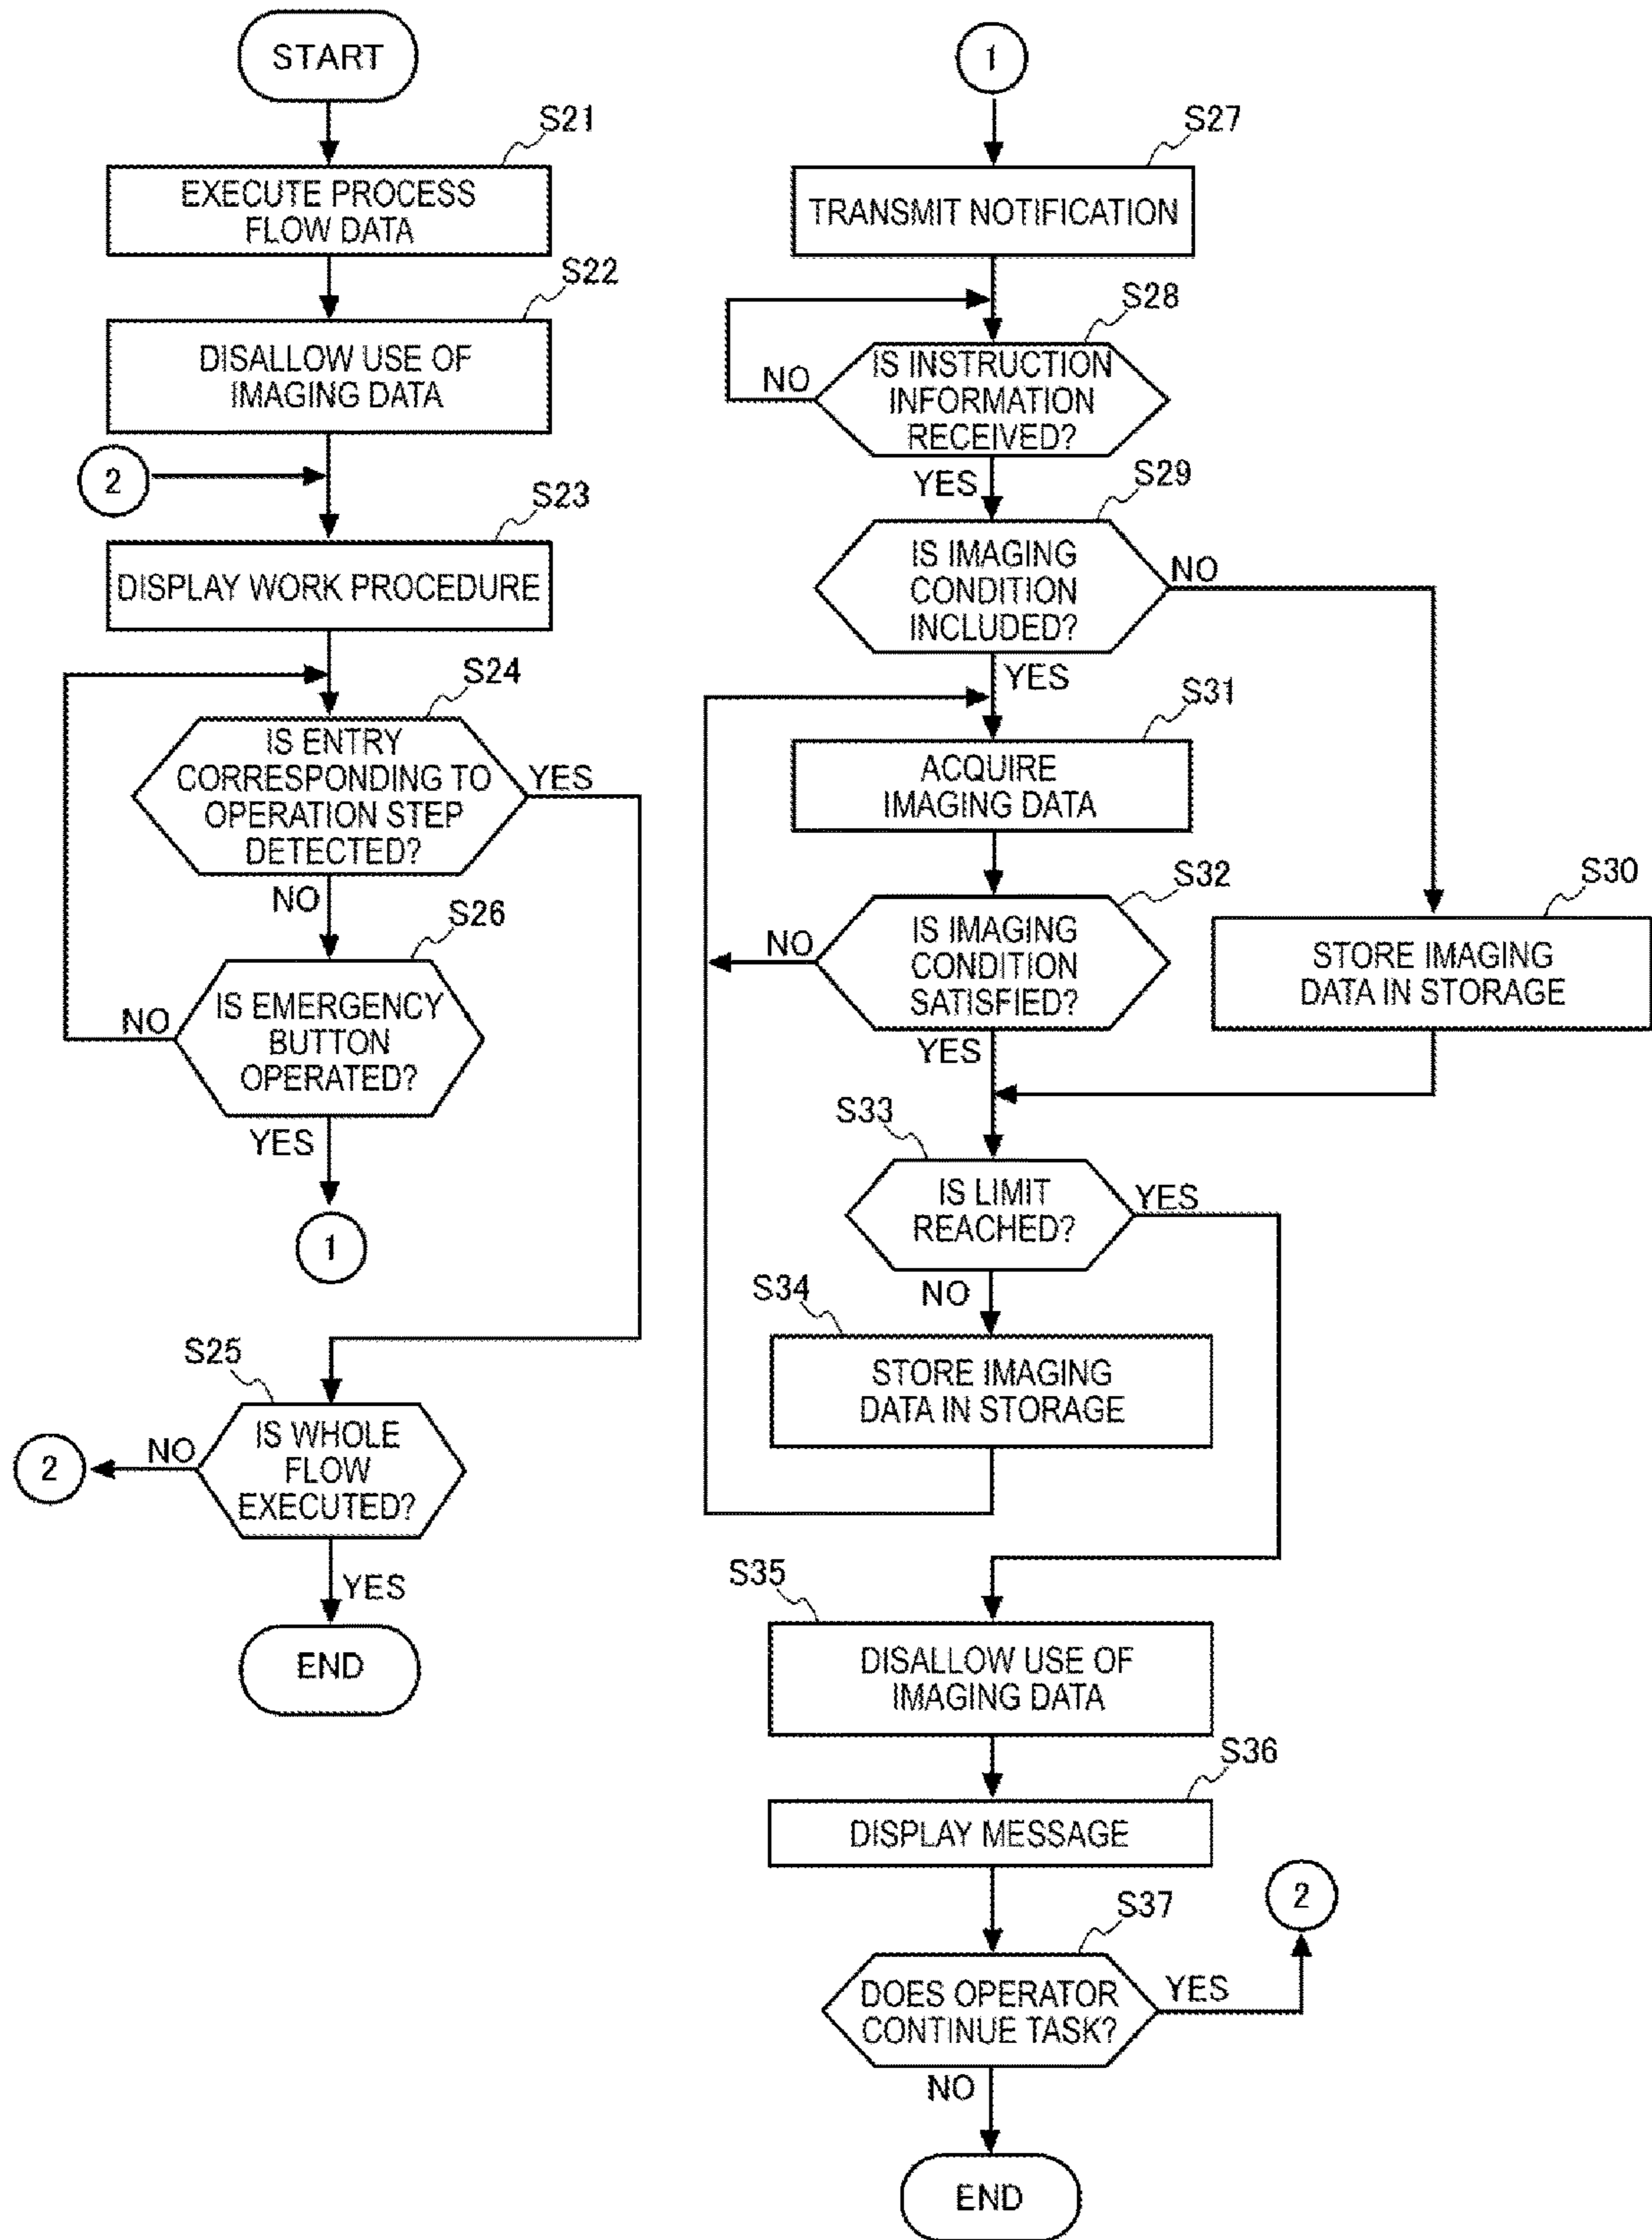 START
S21
EXECUTE PROCESS
FLOW DATA
S22
DISALLOW USE OF
IMAGING DATA
2
S23
DISPLAY WORK PROCEDURE
S24
IS ENTRY
CORRESPONDING TO
OPERATION STEP
DETECTED?
YES
NO
S26
IS EMERGENCY
BUTTON
OPERATED?
NO
YES
1
S25
IS WHOLE
FLOW
EXECUTED?
NO
2
YES
END
1
S27
TRANSMIT NOTIFICATION
S28
IS INSTRUCTION
INFORMATION
RECEIVED?
NO
YES
S29
IS IMAGING
CONDITION
INCLUDED?
NO
YES
S31
ACQUIRE
IMAGING DATA
S32
IS IMAGING
CONDITION
SATISFIED?
NO
YES
S30
STORE IMAGING
DATA IN STORAGE
S33
IS LIMIT
REACHED?
YES
NO
S34
STORE IMAGING
DATA IN STORAGE
S35
DISALLOW USE OF
IMAGING DATA
S36
DISPLAY MESSAGE
S37
DOES OPERATOR
CONTINUE TASK?
YES
2
NO
END